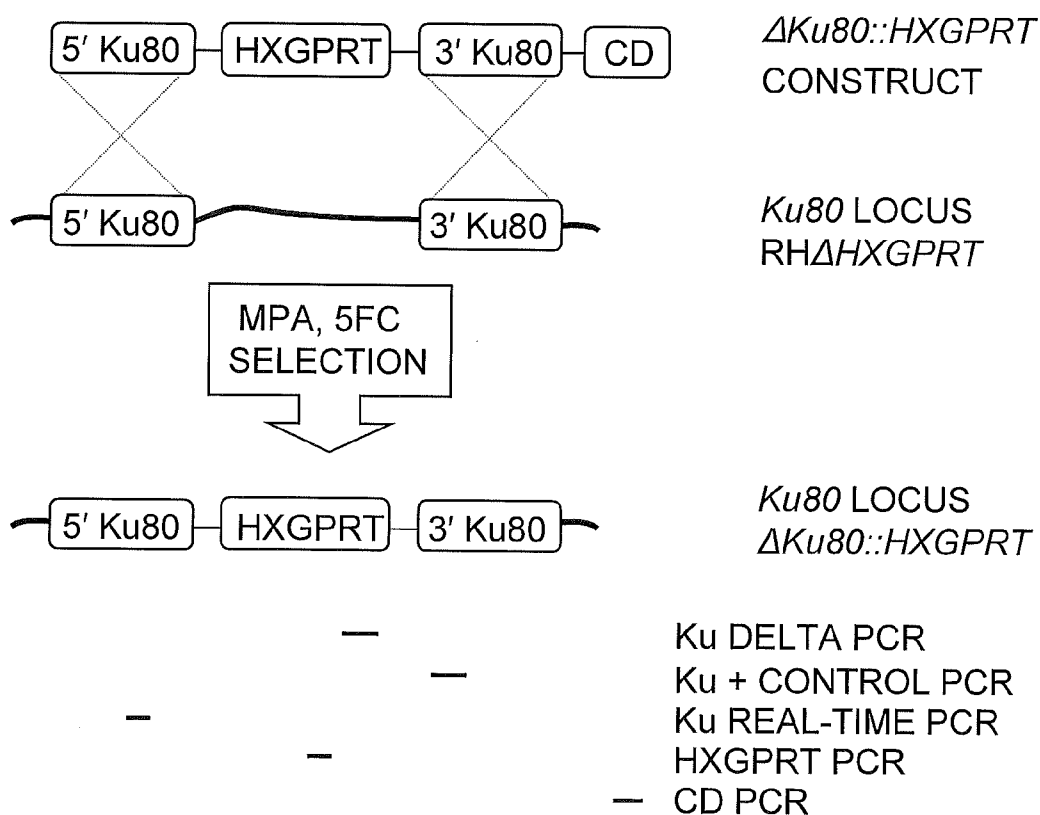 5′ Ku80 HXGPRT 3′ Ku80 CD
ΔKu80::HXGPRT
CONSTRUCT
5′ Ku80 3′ Ku80
Ku80 LOCUS
RHΔHXGPRT
MPA, 5FC
SELECTION
5′ Ku80 HXGPRT 3′ Ku80
Ku80 LOCUS
ΔKu80::HXGPRT
Ku DELTA PCR
Ku + CONTROL PCR
Ku REAL-TIME PCR
HXGPRT PCR
CD PCR